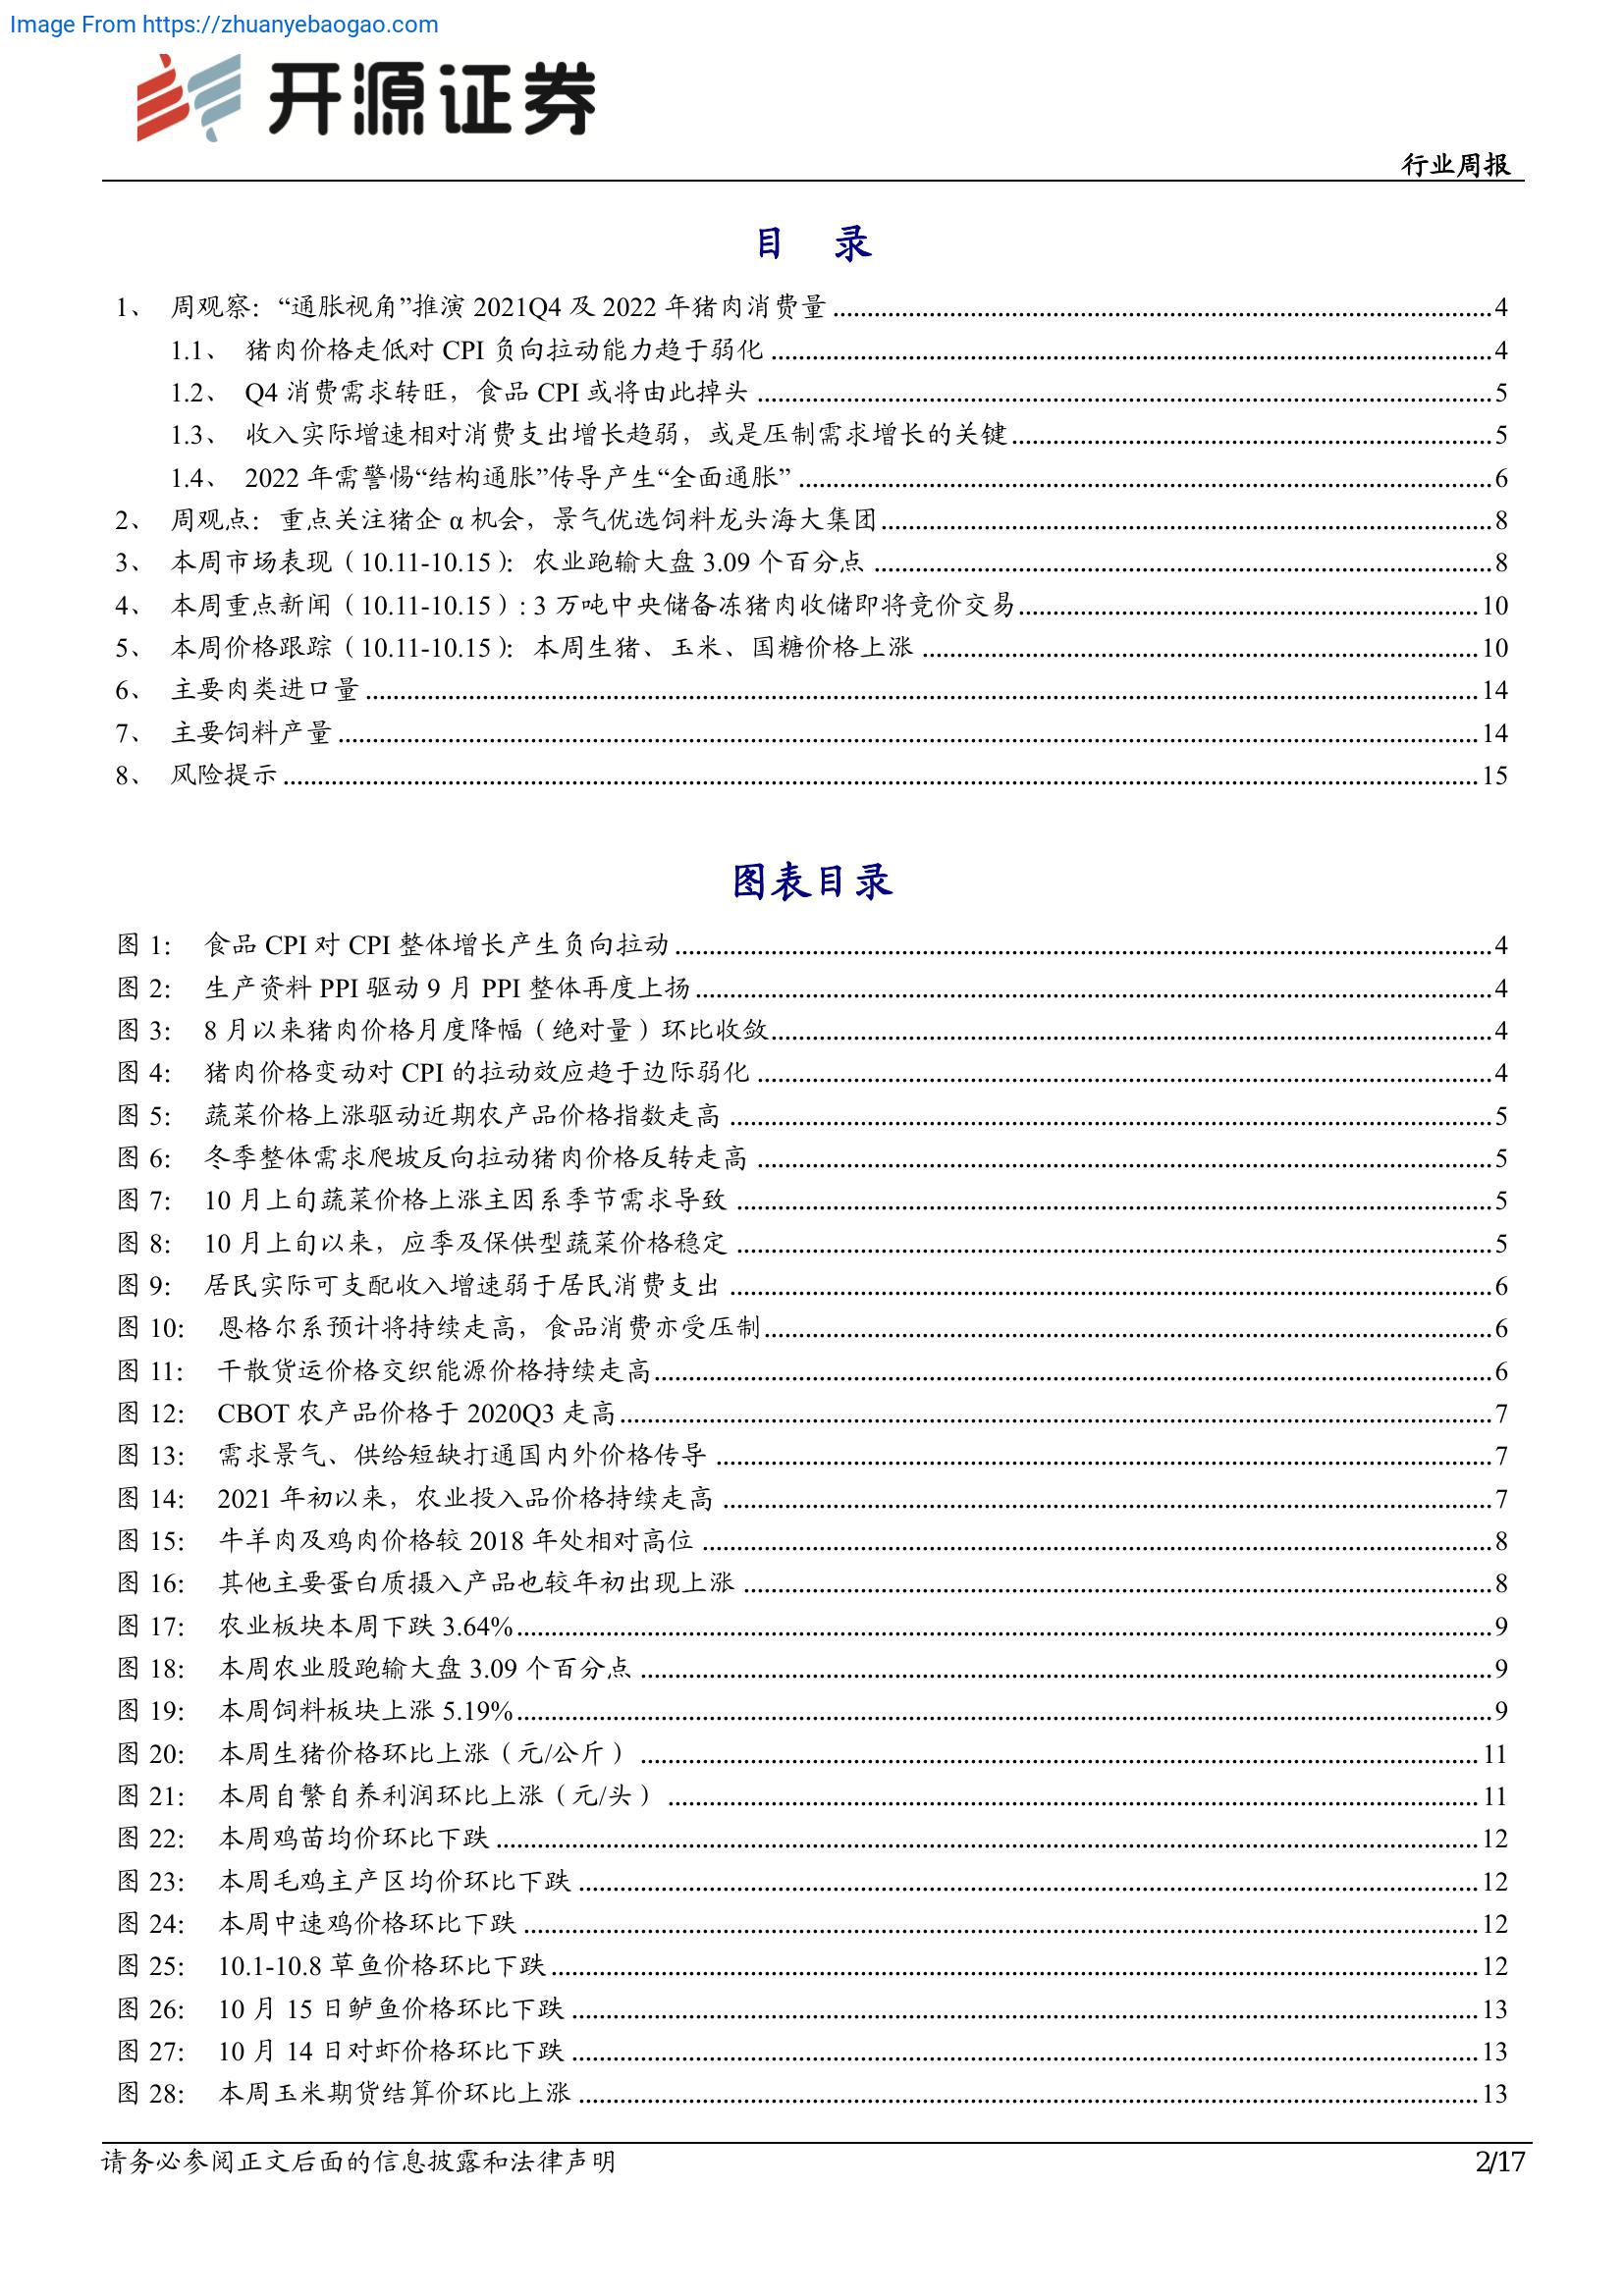 Image From https://zhuanyebaogao.com
开源证券
行业周报
目 录
1、 周观察：“通胀视角”推演 2021Q4 及 2022 年猪肉消费量 4
1.1、 猪肉价格走低对 CPI 负向拉动能力趋于弱化 4
1.2、 Q4 消费需求转旺，食品 CPI 或将由此掉头 5
1.3、 收入实际增速相对消费支出增长趋弱，或是压制需求增长的关键 5
1.4、 2022 年需警惕“结构通胀”传导产生“全面通胀” 6
2、 周观点：重点关注猪企 α 机会，景气优选饲料龙头海大集团 8
3、 本周市场表现（10.11-10.15）：农业跑输大盘 3.09 个百分点 8
4、 本周重点新闻（10.11-10.15）: 3 万吨中央储备冻猪肉收储即将竞价交易 10
5、 本周价格跟踪（10.11-10.15）：本周生猪、玉米、国糖价格上涨 10
6、 主要肉类进口量 14
7、 主要饲料产量 14
8、 风险提示 15
图表目录
图 1： 食品 CPI 对 CPI 整体增长产生负向拉动 4
图 2： 生产资料 PPI 驱动 9 月 PPI 整体再度上扬 4
图 3： 8 月以来猪肉价格月度降幅（绝对量）环比收敛 4
图 4： 猪肉价格变动对 CPI 的拉动效应趋于边际弱化 4
图 5： 蔬菜价格上涨驱动近期农产品价格指数走高 5
图 6： 冬季整体需求爬坡反向拉动猪肉价格反转走高 5
图 7： 10 月上旬蔬菜价格上涨主因系季节需求导致 5
图 8： 10 月上旬以来，应季及保供型蔬菜价格稳定 5
图 9： 居民实际可支配收入增速弱于居民消费支出 6
图 10： 恩格尔系预计将持续走高，食品消费亦受压制 6
图 11： 干散货运价格交织能源价格持续走高 6
图 12： CBOT 农产品价格于 2020Q3 走高 7
图 13： 需求景气、供给短缺打通国内外价格传导 7
图 14： 2021 年初以来，农业投入品价格持续走高 7
图 15： 牛羊肉及鸡肉价格较 2018 年处相对高位 8
图 16： 其他主要蛋白质摄入产品也较年初出现上涨 8
图 17： 农业板块本周下跌 3.64% 9
图 18： 本周农业股跑输大盘 3.09 个百分点 9
图 19： 本周饲料板块上涨 5.19% 9
图 20： 本周生猪价格环比上涨（元/公斤） 11
图 21： 本周自繁自养利润环比上涨（元/头） 11
图 22： 本周鸡苗均价环比下跌 12
图 23： 本周毛鸡主产区均价环比下跌 12
图 24： 本周中速鸡价格环比下跌 12
图 25： 10.1-10.8 草鱼价格环比下跌 12
图 26： 10 月 15 日鲈鱼价格环比下跌 13
图 27： 10 月 14 日对虾价格环比下跌 13
图 28： 本周玉米期货结算价环比上涨 13
请务必参阅正文后面的信息披露和法律声明 2/17